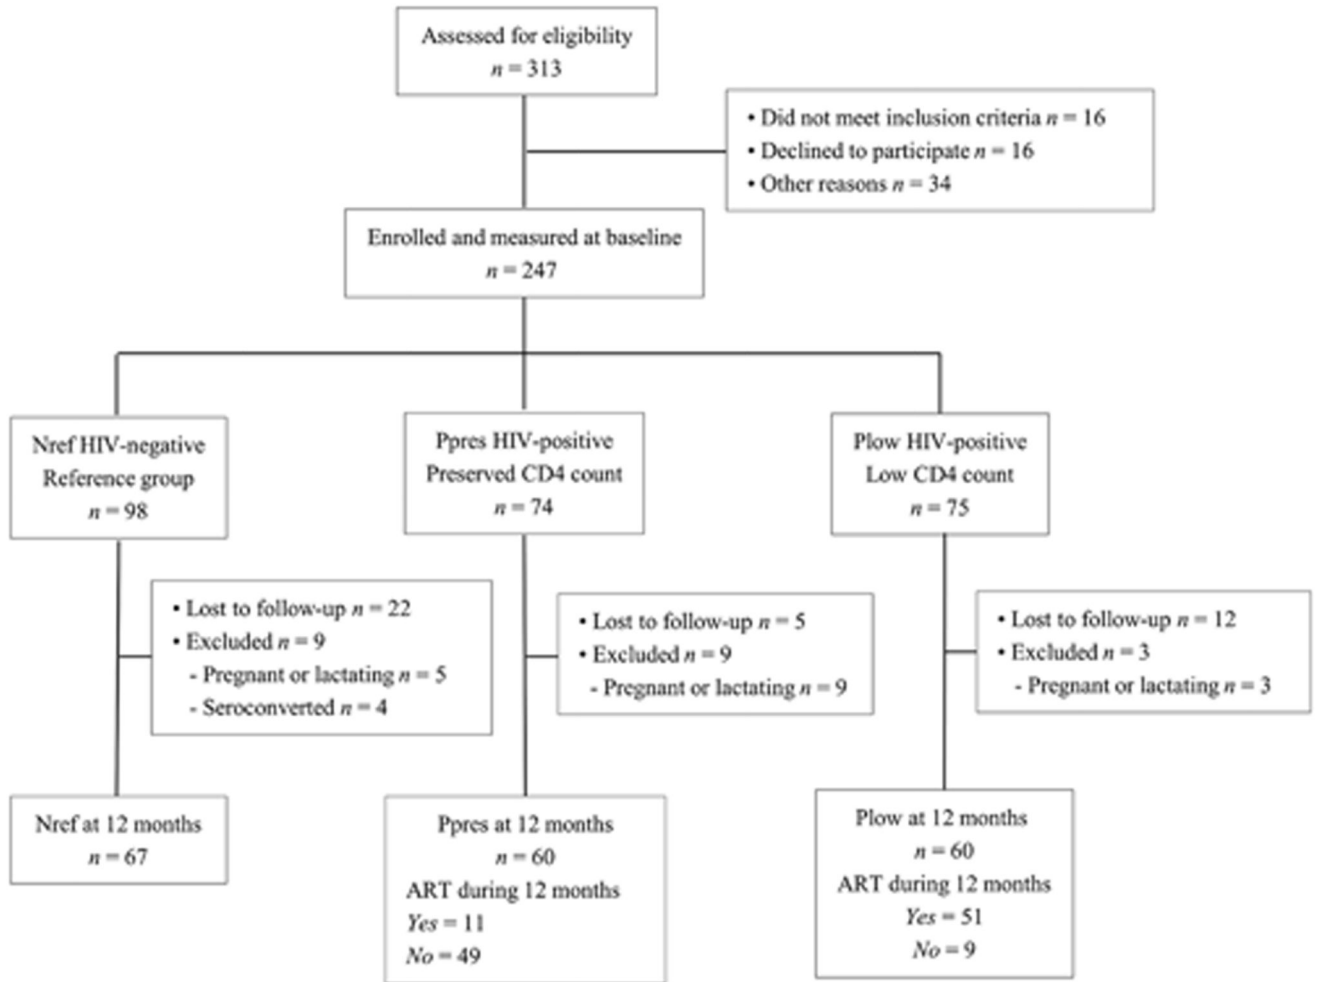 Assessed for eligibility
n = 313
• Did not meet inclusion criteria n = 16
• Declined to participate n = 16
• Other reasons n = 34
Enrolled and measured at baseline
n = 247
Nref HIV-negative
Reference group
n = 98
Ppres HIV-positive
Preserved CD4 count
n = 74
Plow HIV-positive
Low CD4 count
n = 75
• Lost to follow-up n = 22
• Excluded n = 9
- Pregnant or lactating n = 5
- Seroconverted n = 4
• Lost to follow-up n = 5
• Excluded n = 9
- Pregnant or lactating n = 9
• Lost to follow-up n = 12
• Excluded n = 3
- Pregnant or lactating n = 3
Nref at 12 months
n = 67
Ppres at 12 months
n = 60
ART during 12 months
Yes = 11
No = 49
Plow at 12 months
n = 60
ART during 12 months
Yes = 51
No = 9